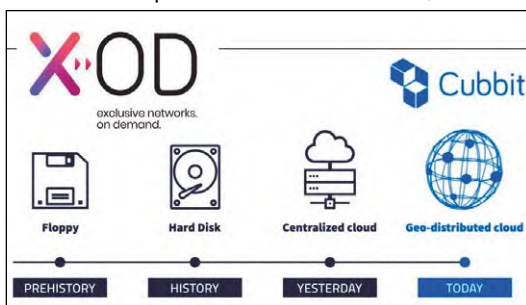 X OD
exclusive networks.
on demand.
Cubbit
Floppy
Hard Disk
Centralized cloud
Geo-distributed cloud
PREHISTORY
HISTORY
YESTERDAY
TODAY